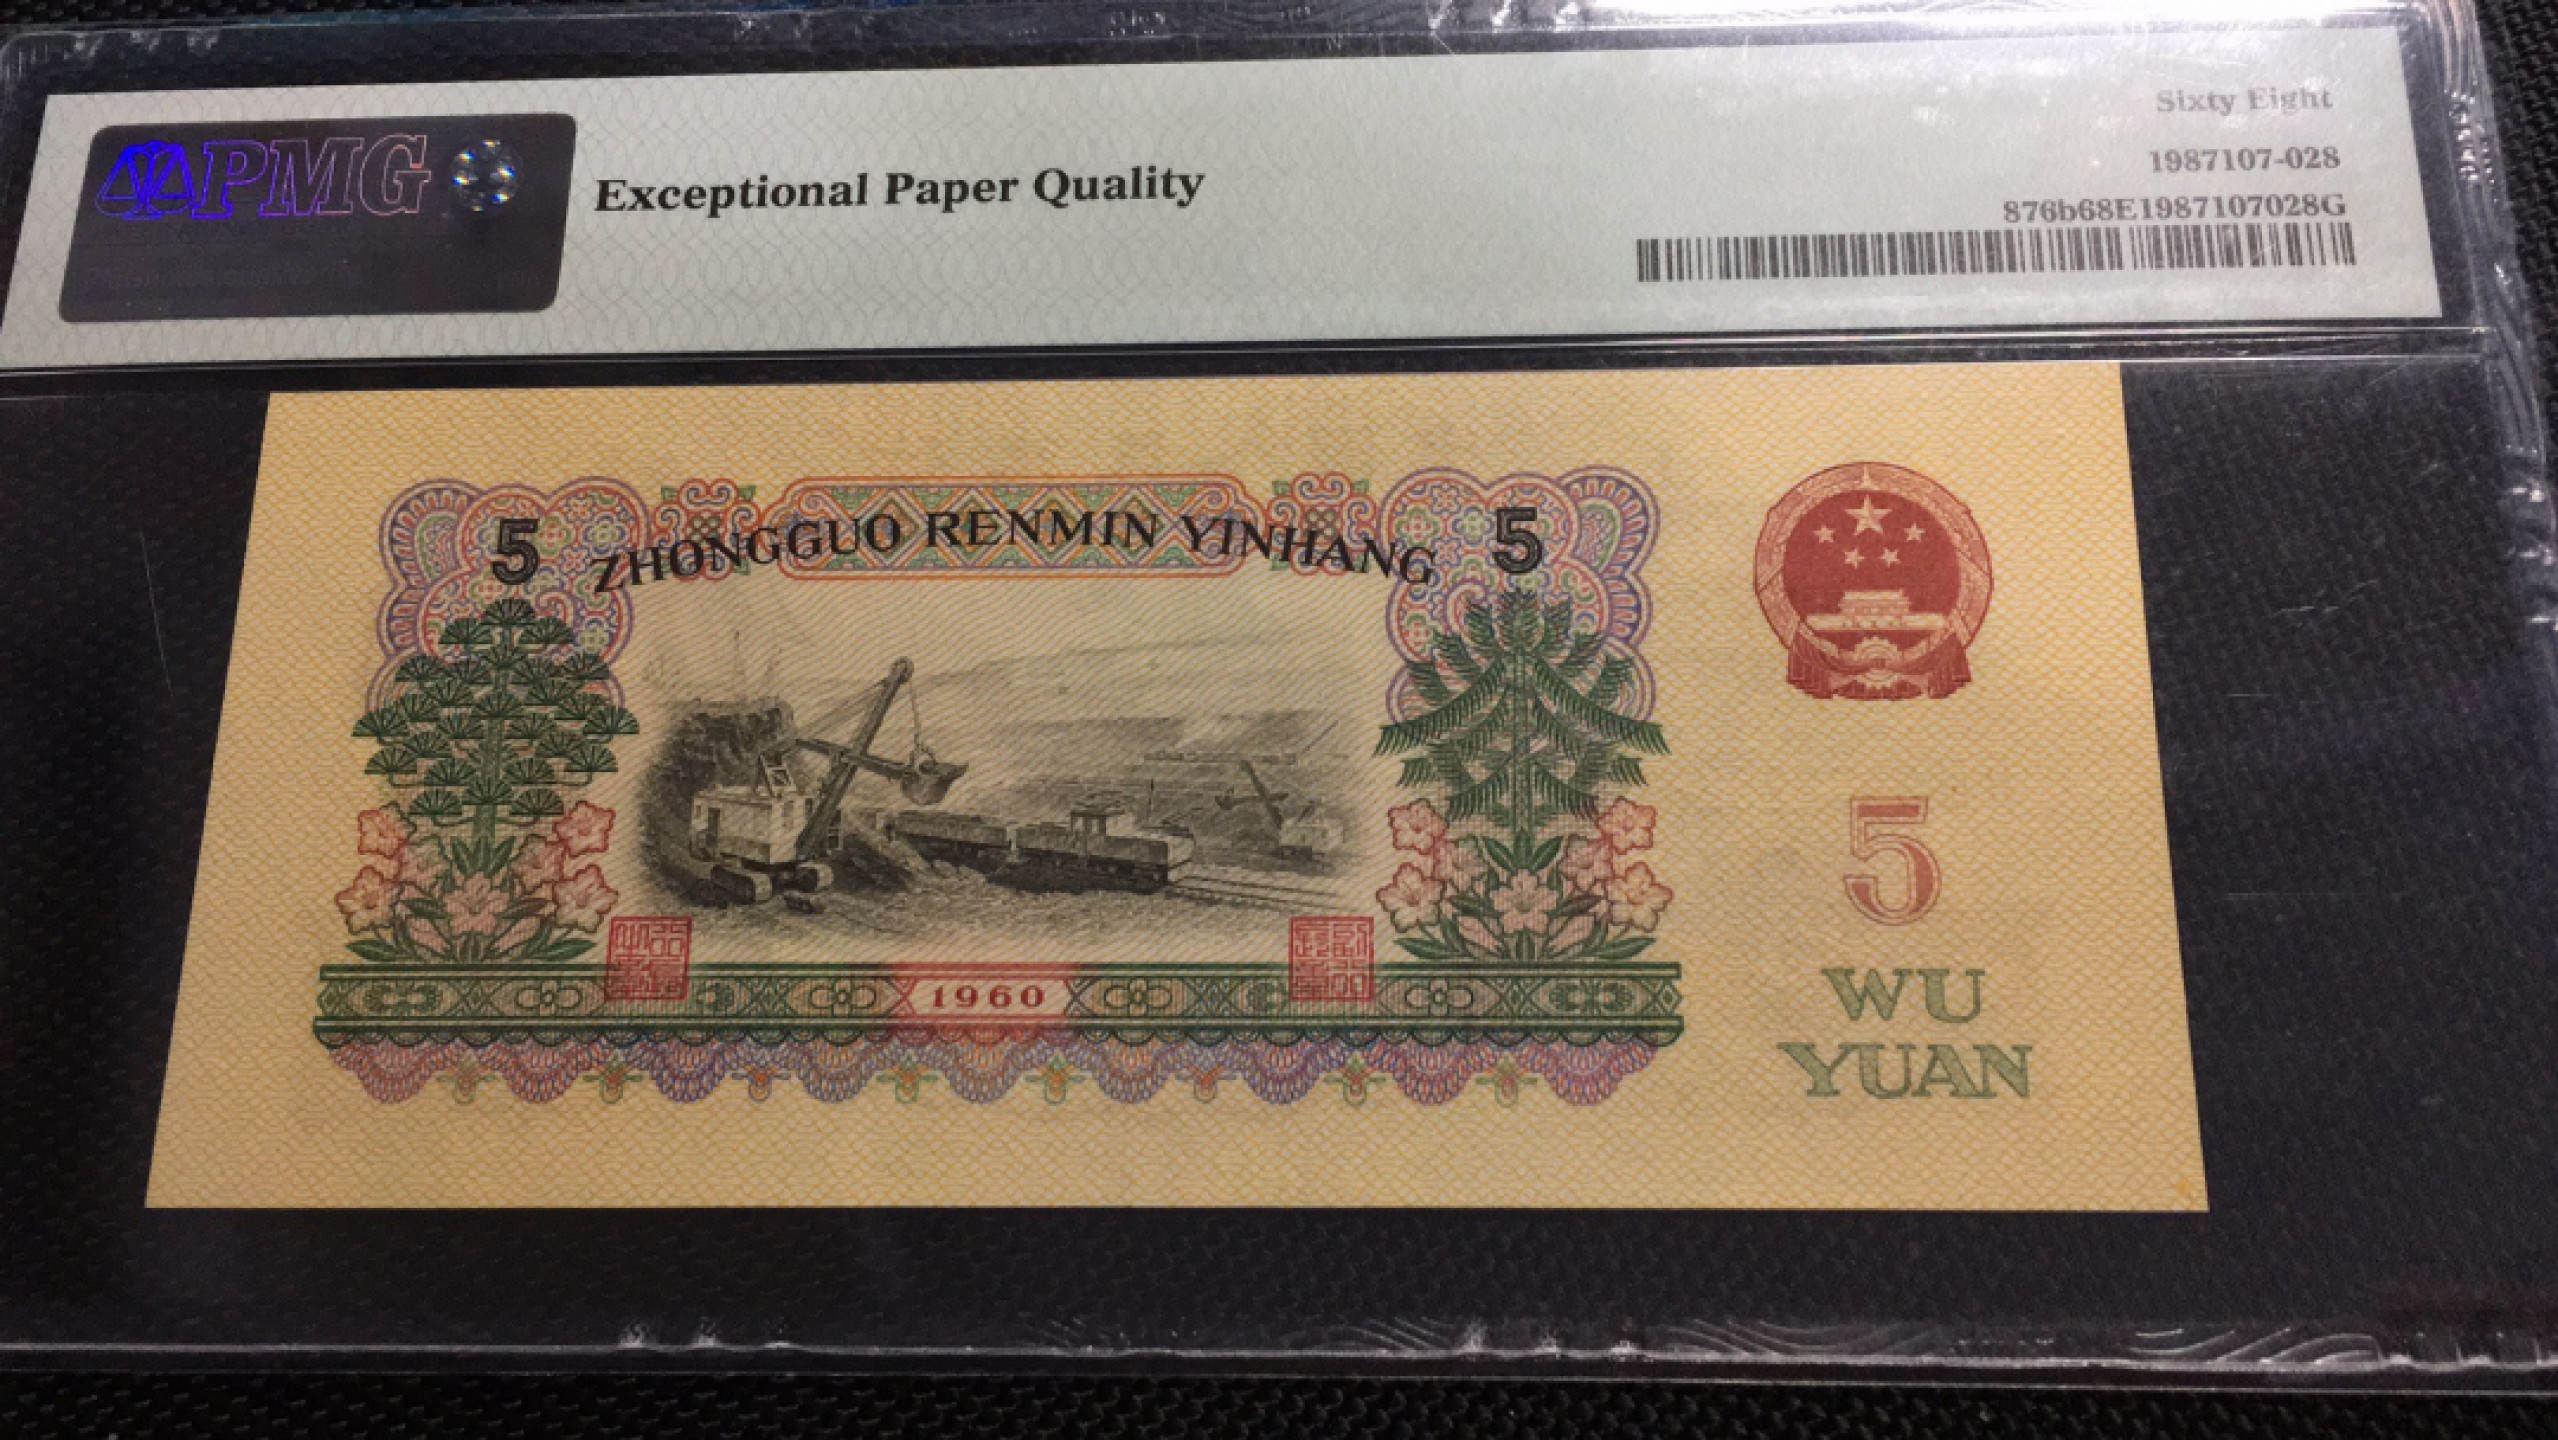 Sixty Eight
PMG
Exceptional Paper Quality
1987107-028
876b68E1987107028G
5 ZHONGGUO RENMIN YINHANG 5
5
1960
WU
YUAN